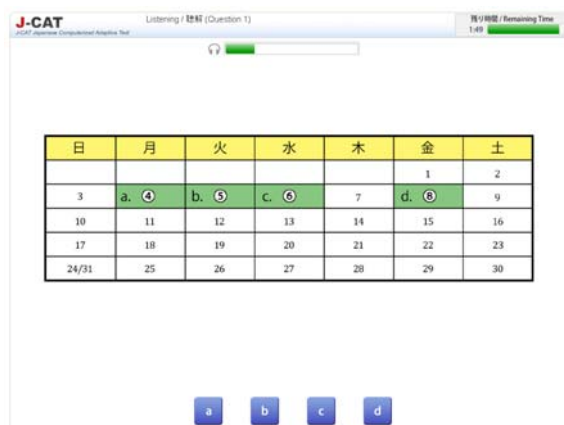 J-CAT
J-CAT Japanese Computerized Adaptive Test
Listening / 聴解 (Question 1)
残り時間 / Remaining Time
1:49
日 月 火 水 木 金 土
1 2
3 a. ④ b. ⑤ c. ⑥ 7 d. ⑧ 9
10 11 12 13 14 15 16
17 18 19 20 21 22 23
24/31 25 26 27 28 29 30
a b c d